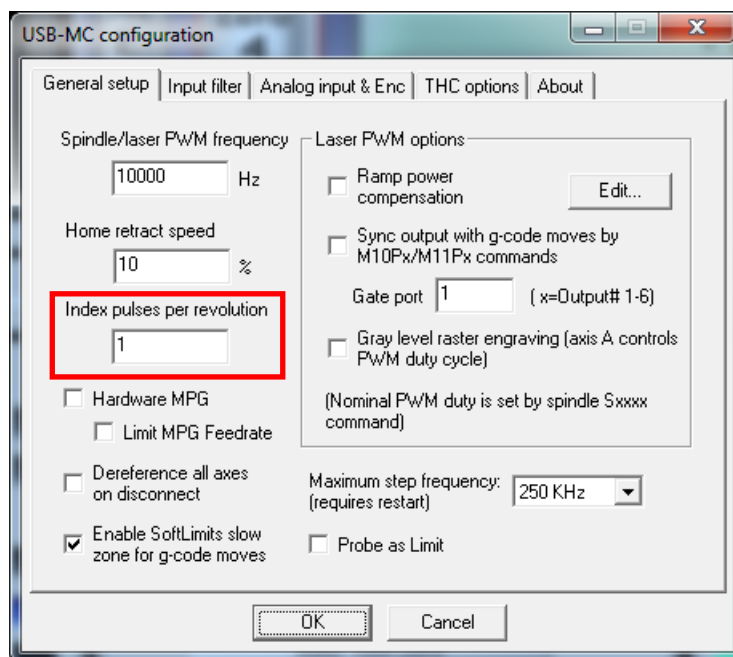 USB-MC configuration
General setup
Input filter
Analog input & Enc
THC options
About
Spindle/laser PWM frequency
10000 Hz
Home retract speed
10 %
Index pulses per revolution
1
Hardware MPG
Limit MPG Feedrate
Dereference all axes
on disconnect
Enable SoftLimits slow
zone for g-code moves
Laser PWM options
Ramp power
compensation
Edit...
Sync output with g-code moves by
M10Px/M11Px commands
Gate port 1 ( x=Output# 1-6)
Gray level raster engraving (axis A controls
PWM duty cycle)
(Nominal PWM duty is set by spindle Sxxxx
command)
Maximum step frequency:
(requires restart)
250 KHz
Probe as Limit
OK
Cancel